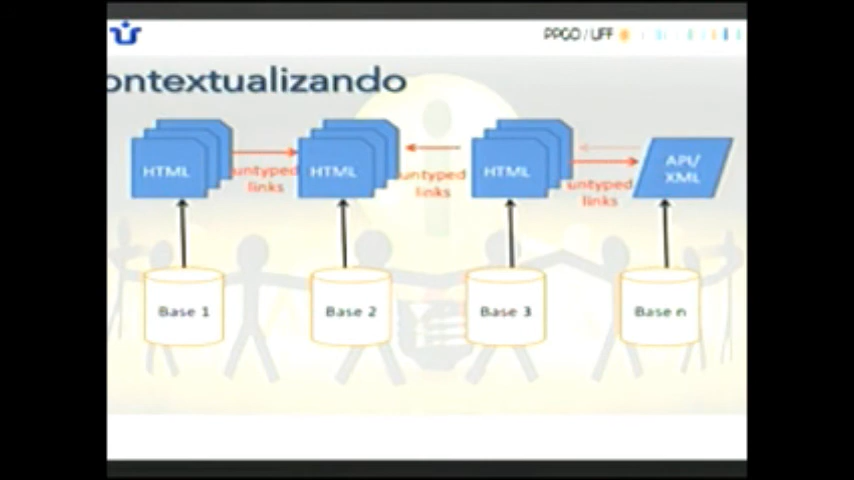 PPGO / UFF
ontextualizando
HTML
untyped
links
HTML
untyped
links
HTML
untyped
links
API/
XML
Base 1
Base 2
Base 3
Base n